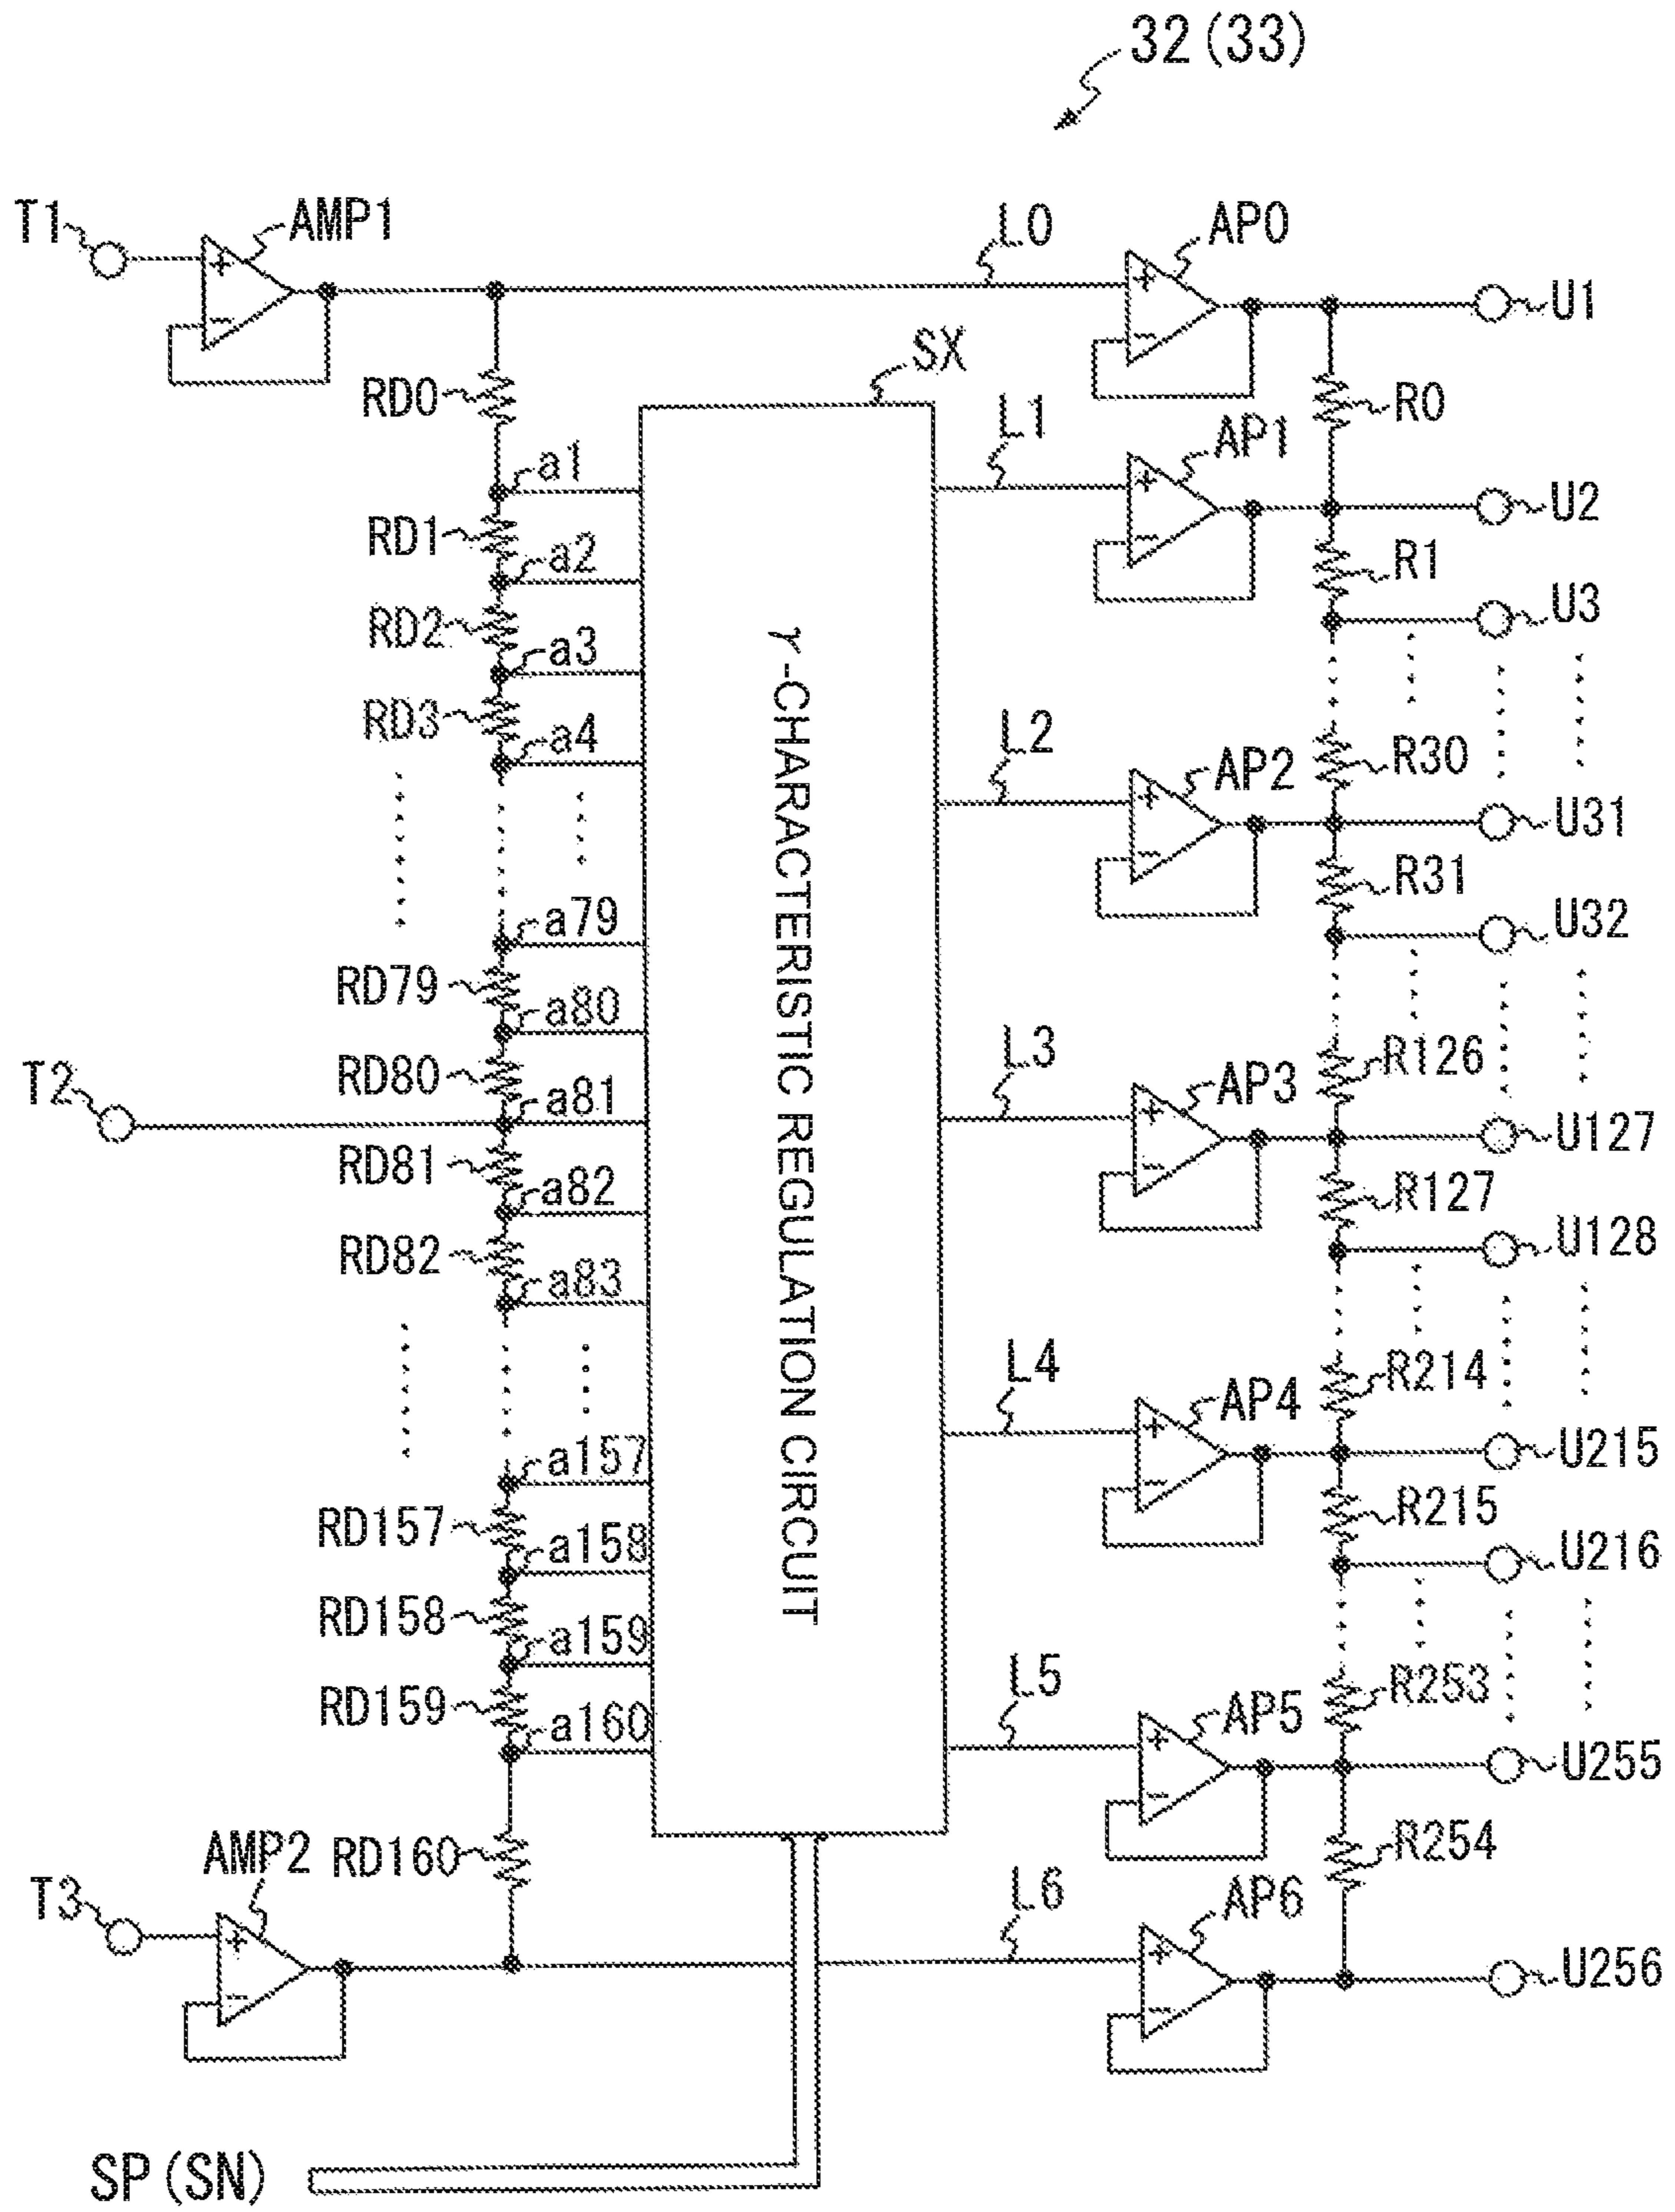 32(33)
T1
AMP1
L0
AP0
U1
SX
RD0
R0
a1
L1
AP1
U2
RD1
a2
R1
RD2
U3
a3
RD3
a4
L2
AP2
R30
U31
R31
a79
U32
RD79
a80
L3
R126
T2
RD80
a81
AP3
U127
RD81
a82
R127
RD82
U128
a83
γ-CHARACTERISTIC REGULATION CIRCUIT
L4
AP4
R214
U215
a157
R215
RD157
a158
U216
RD158
a159
L5
R253
RD159
a160
AP5
U255
AMP2
RD160
R254
T3
L6
AP6
U256
+
−
+
−
+
−
+
−
+
−
+
−
+
−
+
−
+
−
SP(SN)